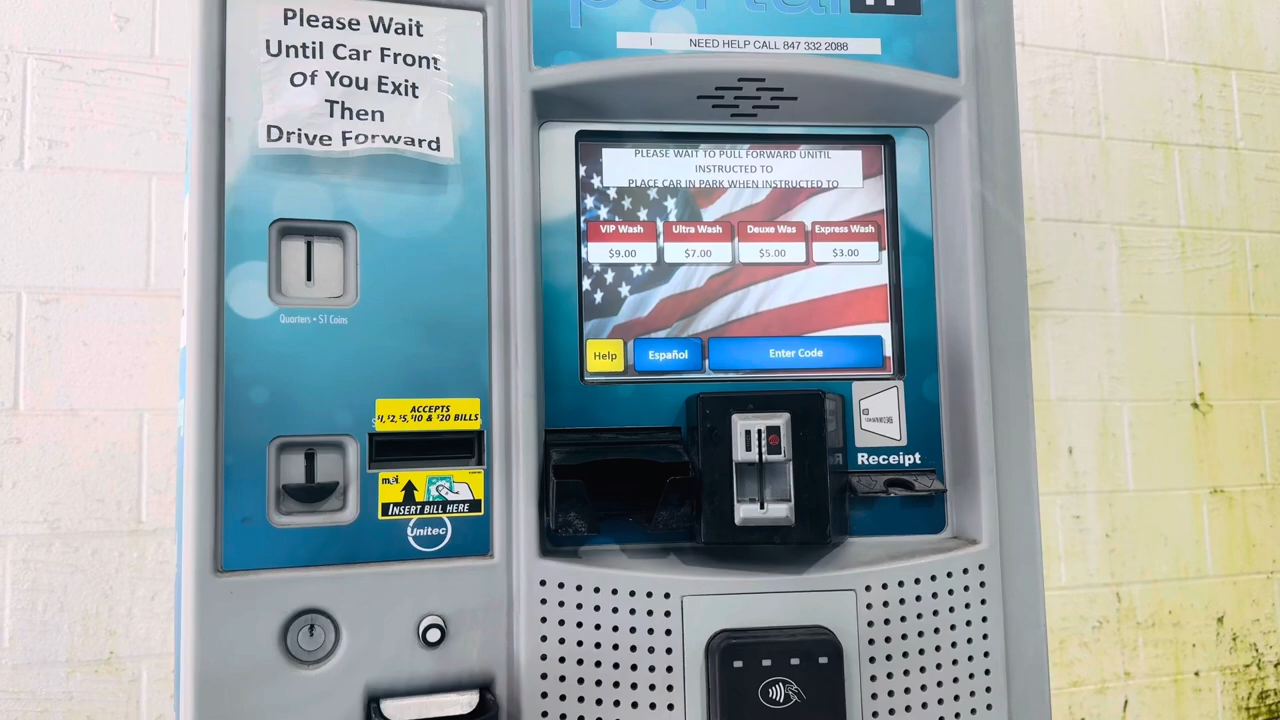 Please Wait
Until Car Front
Of You Exit
Then
Drive Forward
Quarters • $1 Coins
ACCEPTS
$1, $2, $5, $10 & $20 BILLS
mei
INSERT BILL HERE
Unitec
portal
NEED HELP CALL 847 332 2088
PLEASE WAIT TO PULL FORWARD UNITIL
INSTRUCTED TO
PLACE CAR IN PARK WHEN INSTRUCTED TO
VIP Wash
$9.00
Ultra Wash
$7.00
Deuxe Was
$5.00
Express Wash
$3.00
Help
Español
Enter Code
Receipt